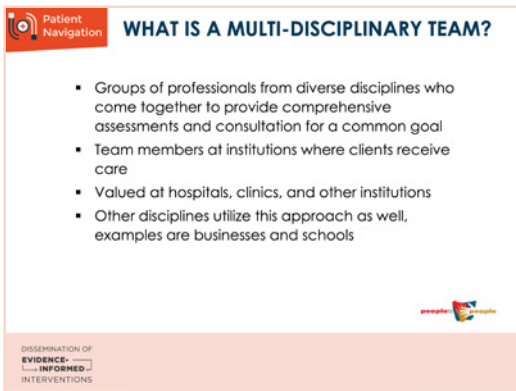 Patient
Navigation
WHAT IS A MULTI-DISCIPLINARY TEAM?
▪ Groups of professionals from diverse disciplines who
come together to provide comprehensive
assessments and consultation for a common goal
▪ Team members at institutions where clients receive
care
▪ Valued at hospitals, clinics, and other institutions
▪ Other disciplines utilize this approach as well,
examples are businesses and schools
people people
DISSEMINATION OF
EVIDENCE-
INFORMED
INTERVENTIONS